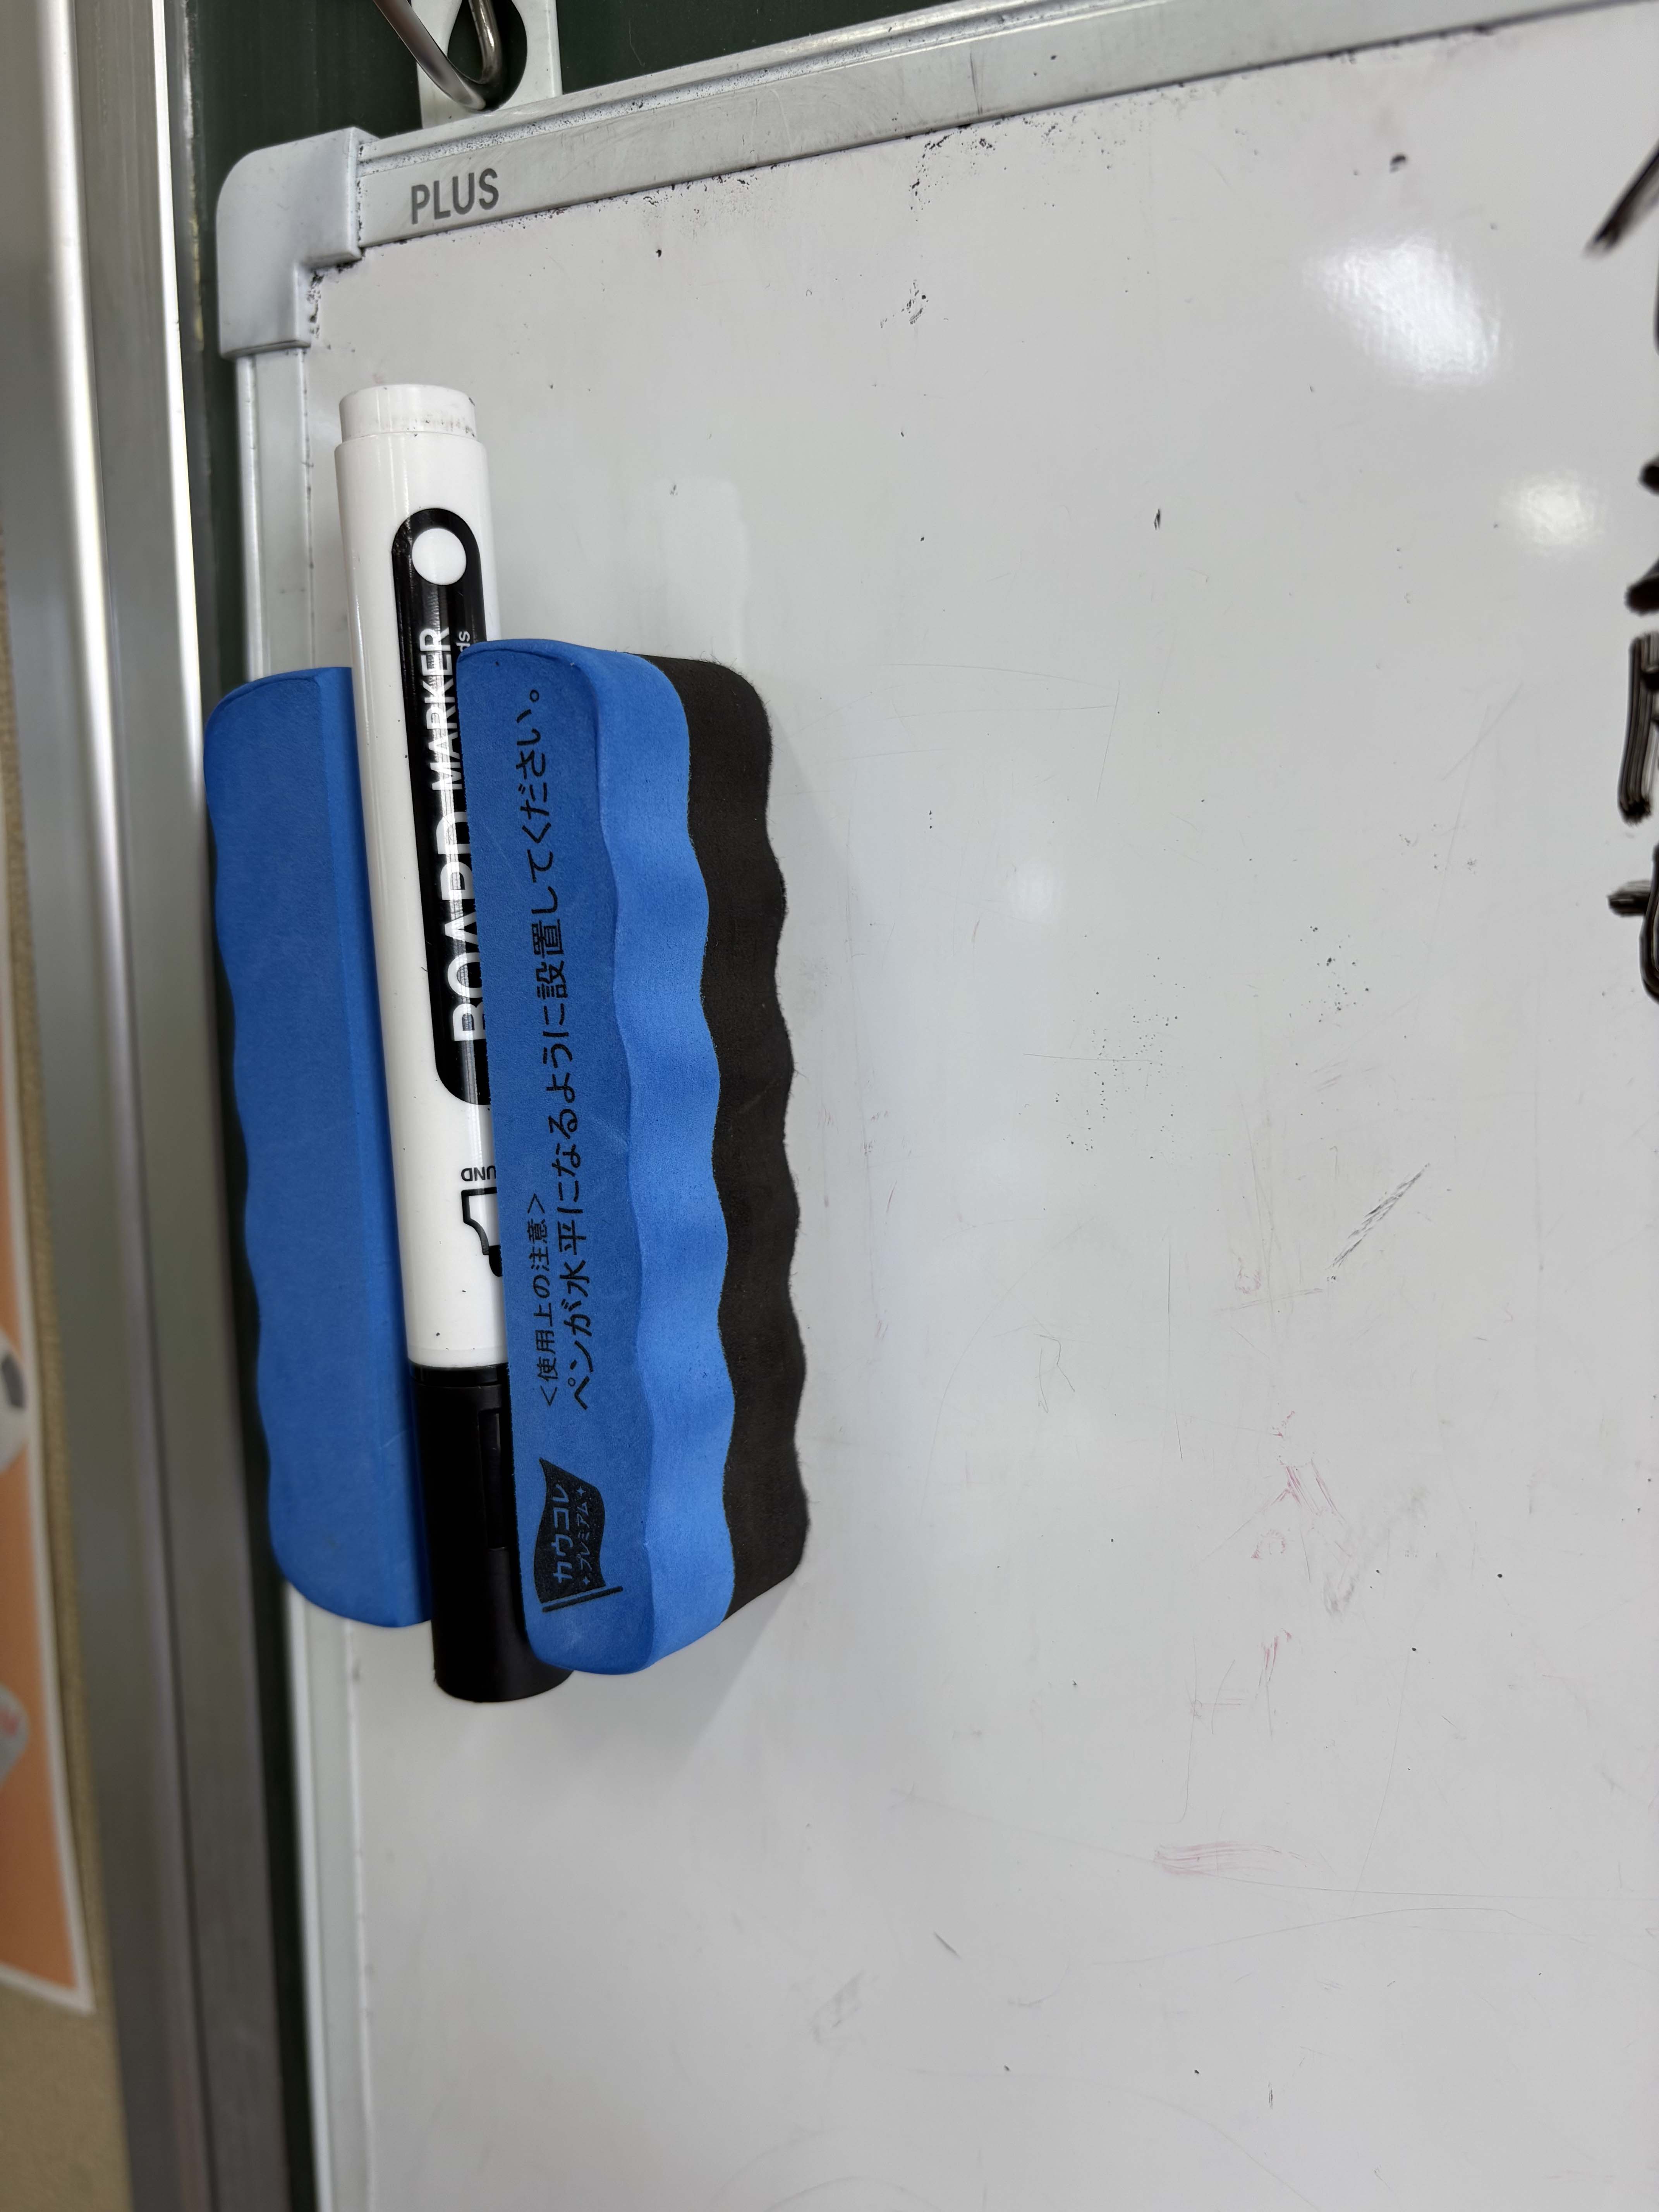 PLUS
BOARD MARKER
<使用上の注意>
ペンが水平になるように設置してください。
カウコレ
プレミアム